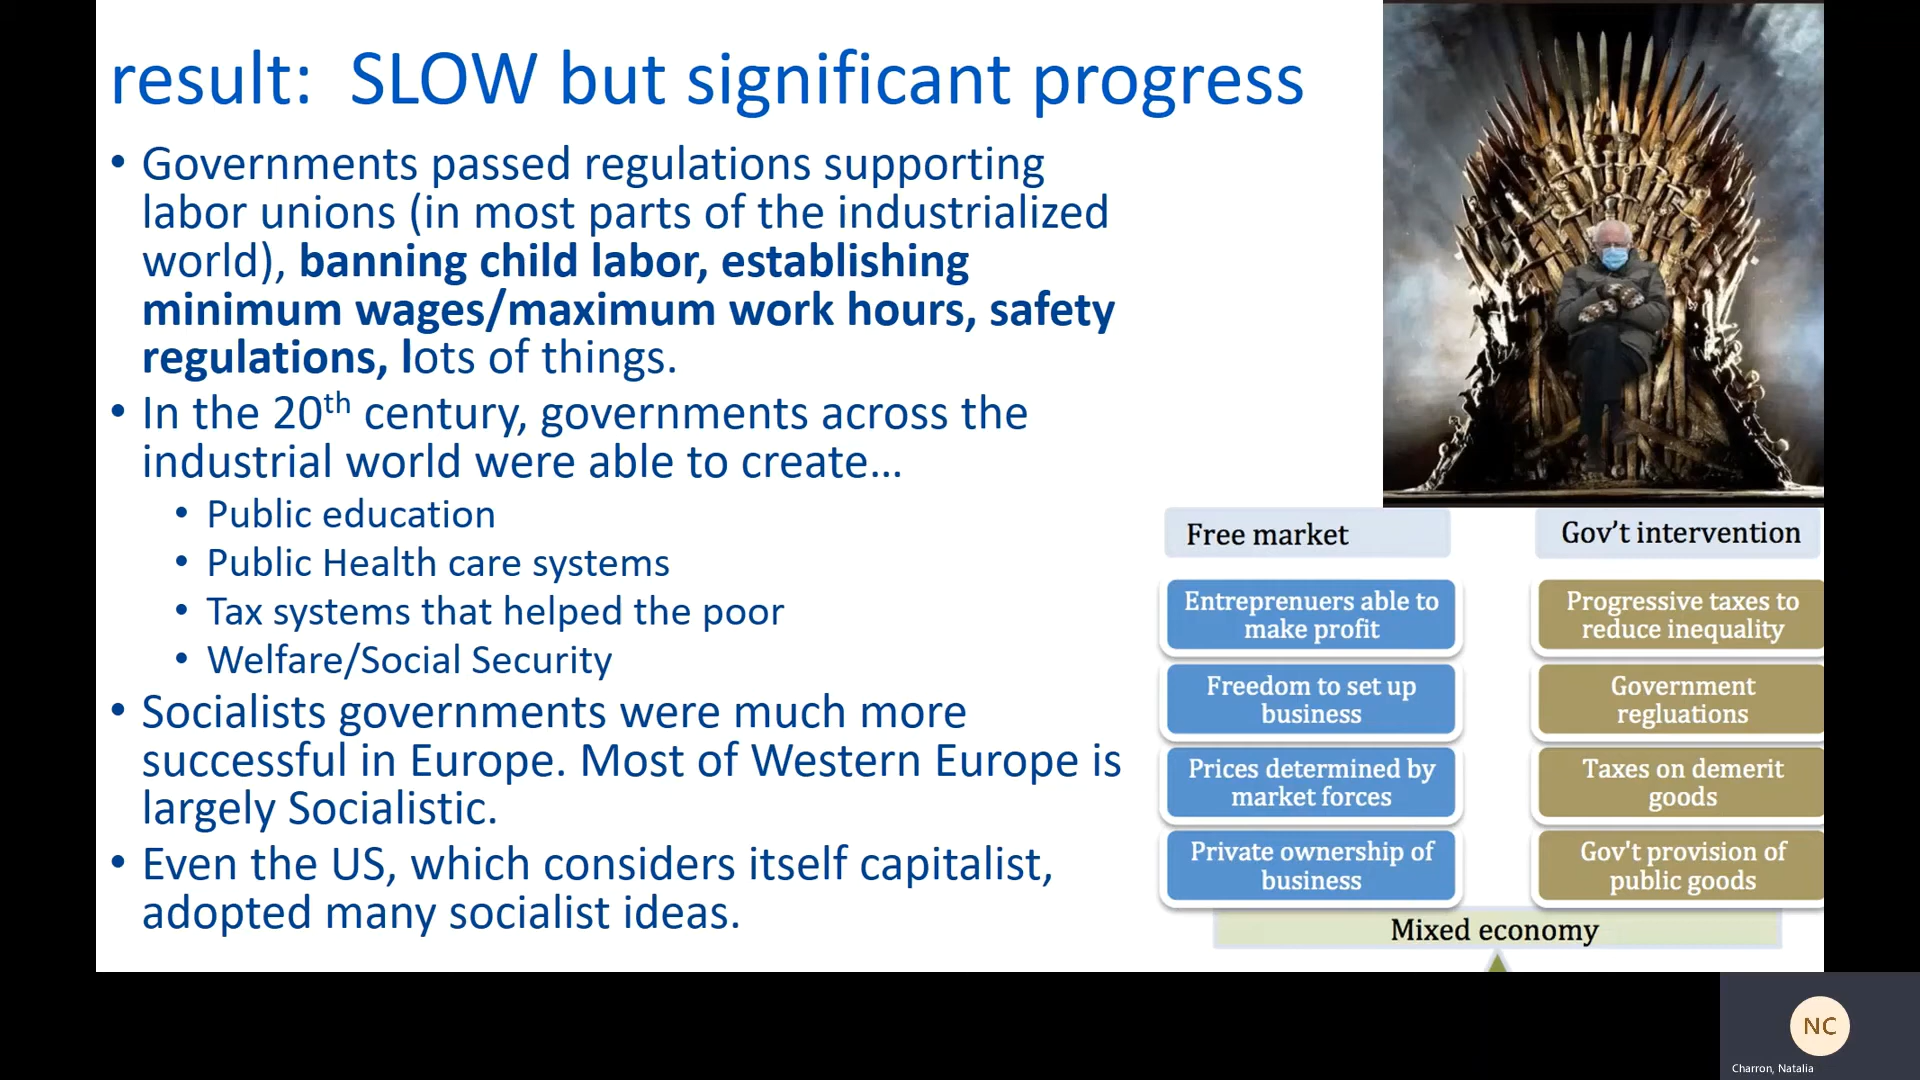 result:  SLOW but significant progress
• Governments passed regulations supporting
labor unions (in most parts of the industrialized
world), banning child labor, establishing
minimum wages/maximum work hours, safety
regulations, lots of things.
• In the 20th century, governments across the
industrial world were able to create…
• Public education
• Public Health care systems
• Tax systems that helped the poor
• Welfare/Social Security
• Socialists governments were much more
successful in Europe. Most of Western Europe is
largely Socialistic.
• Even the US, which considers itself capitalist,
adopted many socialist ideas.
Free market
Entreprenuers able to
make profit
Freedom to set up
business
Prices determined by
market forces
Private ownership of
business
Gov't intervention
Progressive taxes to
reduce inequality
Government
regluations
Taxes on demerit
goods
Gov't provision of
public goods
Mixed economy
NC
Charron, Natalia